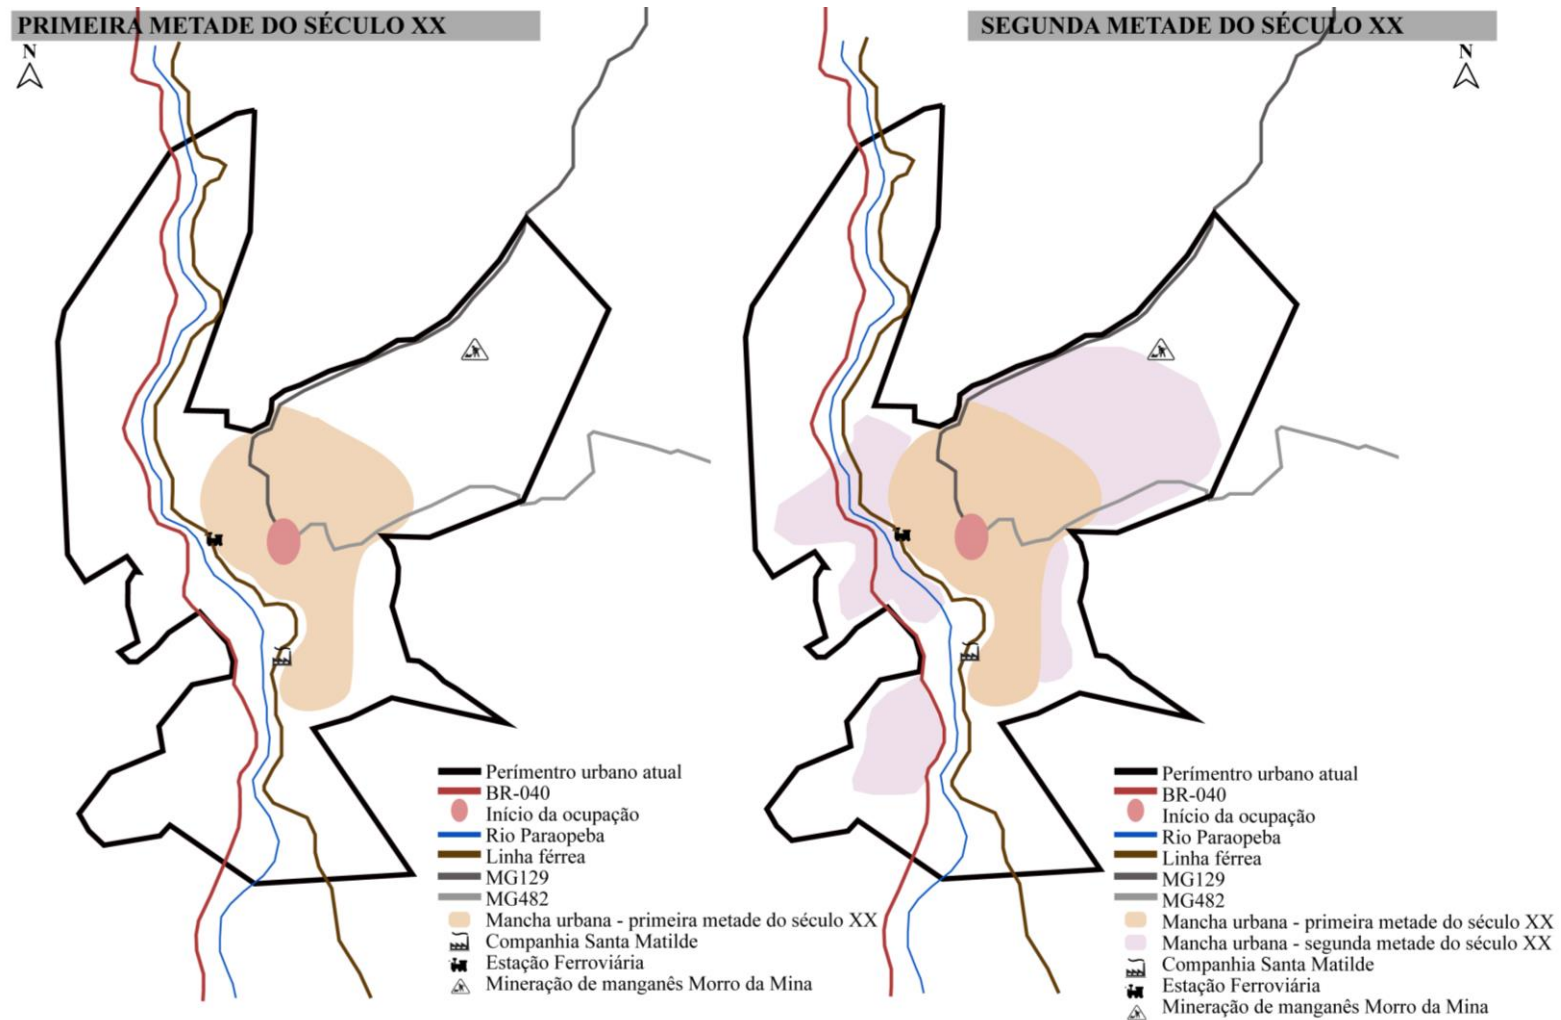 PRIMEIRA METADE DO SÉCULO XX
N
Perímentro urbano atual
BR-040
Início da ocupação
Rio Paraopeba
Linha férrea
MG129
MG482
Mancha urbana - primeira metade do século XX
Companhia Santa Matilde
Estação Ferroviária
Mineração de manganês Morro da Mina
SEGUNDA METADE DO SÉCULO XX
N
Perímentro urbano atual
BR-040
Início da ocupação
Rio Paraopeba
Linha férrea
MG129
MG482
Mancha urbana - primeira metade do século XX
Mancha urbana - segunda metade do século XX
Companhia Santa Matilde
Estação Ferroviária
Mineração de manganês Morro da Mina